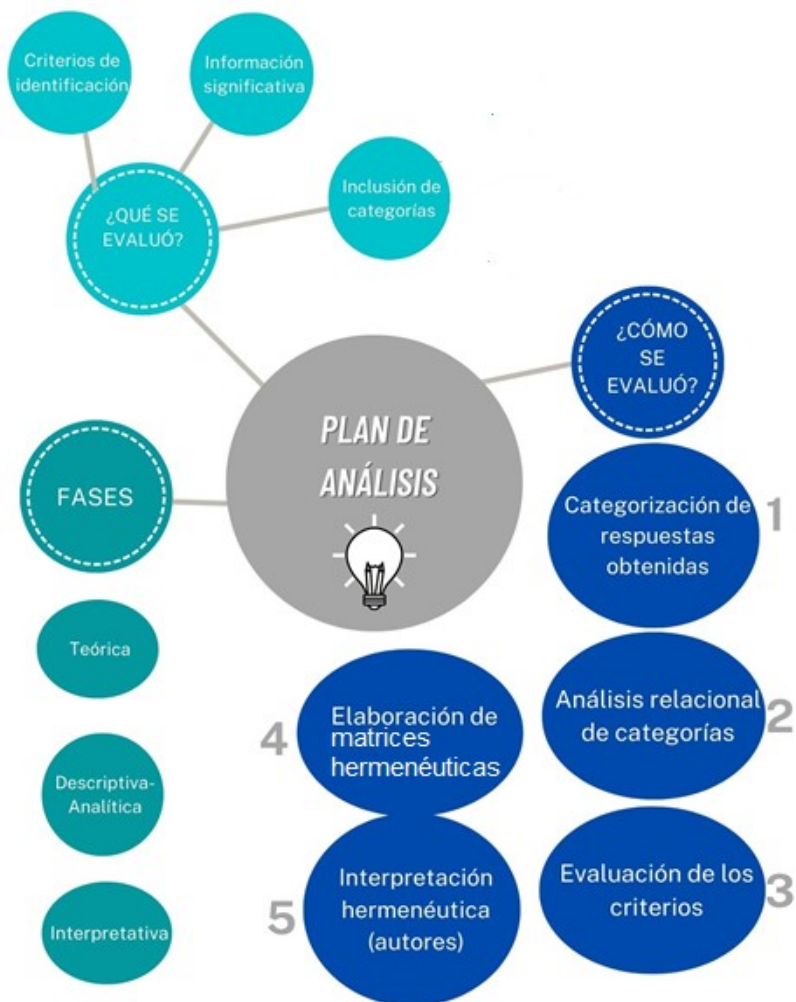 Criterios de
identificación
Información
significativa
Inclusión de
categorías
¿QUÉ SE
EVALUÓ?
¿CÓMO
SE
EVALUÓ?
PLAN DE
ANÁLISIS
FASES
Teórica
Descriptiva-
Analítica
Interpretativa
Categorización de
respuestas
obtenidas
1
Análisis relacional
de categorías
2
Evaluación de los
criterios
3
4
Elaboración de
matrices
hermenéuticas
5
Interpretación
hermenéutica
(autores)